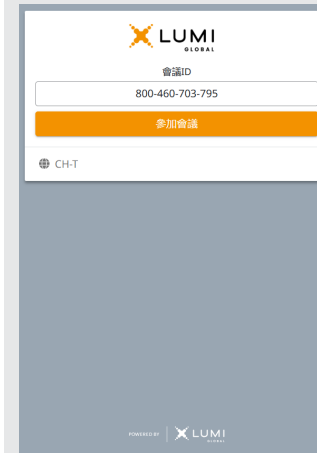 LUMI
GLOBAL
會議ID
800-460-703-795
參加會議
CH-T
POWERED BY
LUMI
GLOBAL